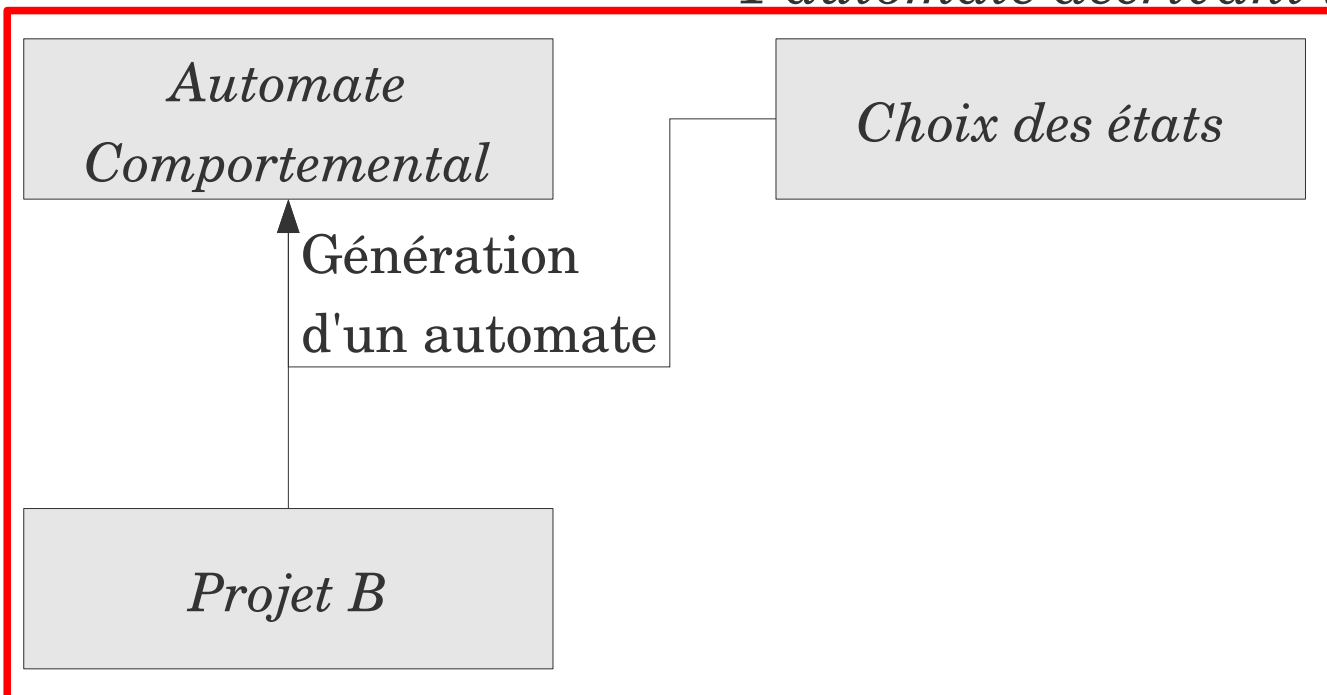 Automate
Comportemental
Choix des états
Génération
d'un automate
Projet B